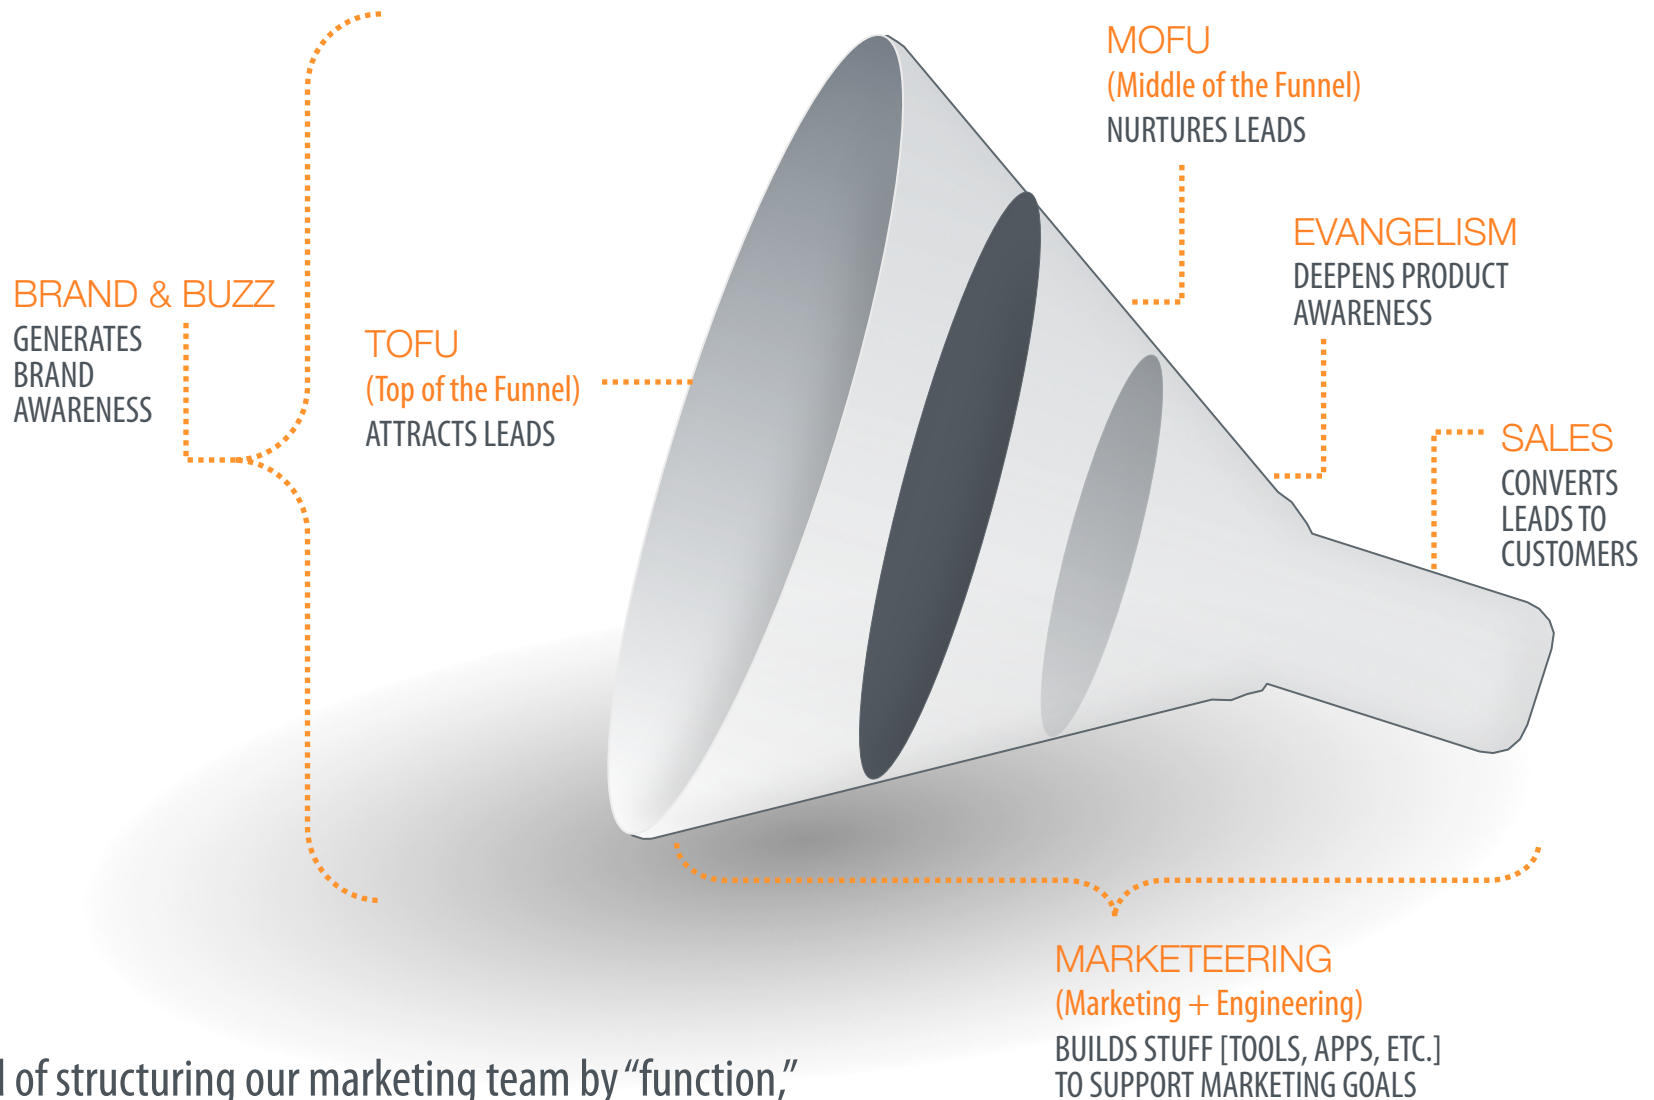 MOFU
(Middle of the Funnel)
NURTURES LEADS
EVANGELISM
DEEPENS PRODUCT
AWARENESS
BRAND & BUZZ
GENERATES
BRAND
AWARENESS
TOFU
(Top of the Funnel)
ATTRACTS LEADS
SALES
CONVERTS
LEADS TO
CUSTOMERS
MARKETEERING
(Marketing + Engineering)
BUILDS STUFF [TOOLS, APPS, ETC.]
TO SUPPORT MARKETING GOALS
of structuring our marketing team by “function,”